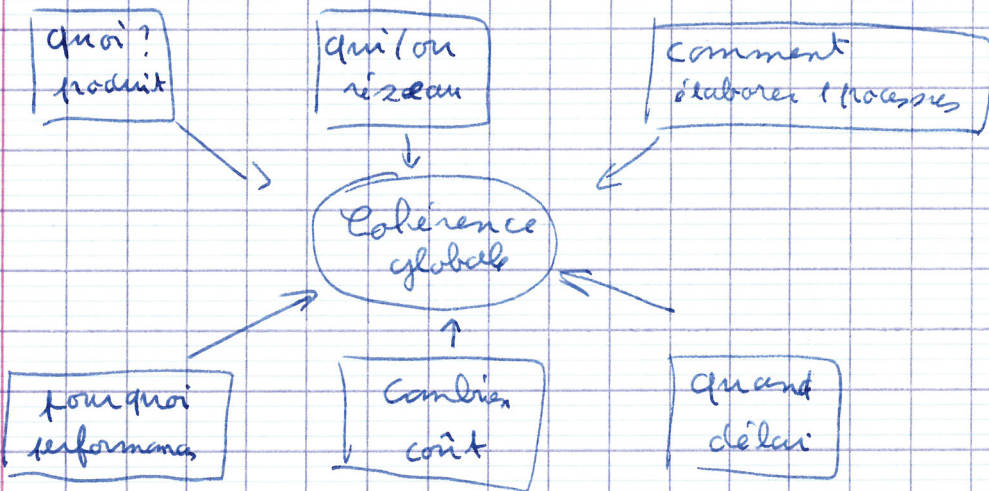 quoi ?
produit
qui / ou
réseau
comment
élaborer / processus
Cohérence
globale
pourquoi
performances
Combien
coût
quand
délai